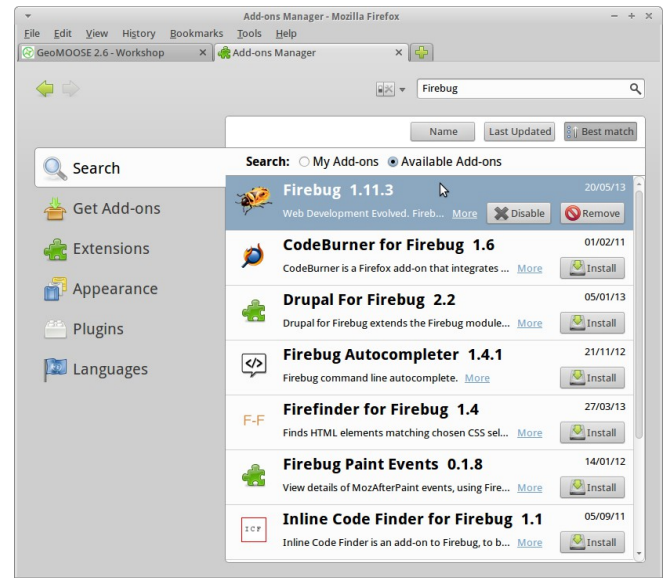 Add-ons Manager - Mozilla Firefox
File Edit View History Bookmarks Tools Help
GeoMOOSE 2.6 - Workshop
Add-ons Manager
Firebug
Name Last Updated Best match
Search: My Add-ons Available Add-ons
Search
Get Add-ons
Extensions
Appearance
Plugins
Languages
Firebug 1.11.3 20/05/13
Web Development Evolved. Fireb... More Disable Remove
CodeBurner for Firebug 1.6 01/02/11
CodeBurner is a Firefox add-on that integrates ... More Install
Drupal For Firebug 2.2 05/01/13
Drupal for Firebug extends the Firebug module... More Install
Firebug Autocompleter 1.4.1 21/11/12
Firebug command line autocomplete. More Install
F-F
Firefinder for Firebug 1.4 27/03/13
Finds HTML elements matching chosen CSS sel... More Install
Firebug Paint Events 0.1.8 14/01/12
View details of MozAfterPaint events, using Fire... More Install
ICF
Inline Code Finder for Firebug 1.1 05/09/11
Inline Code Finder is an add-on to Firebug, to b... More Install